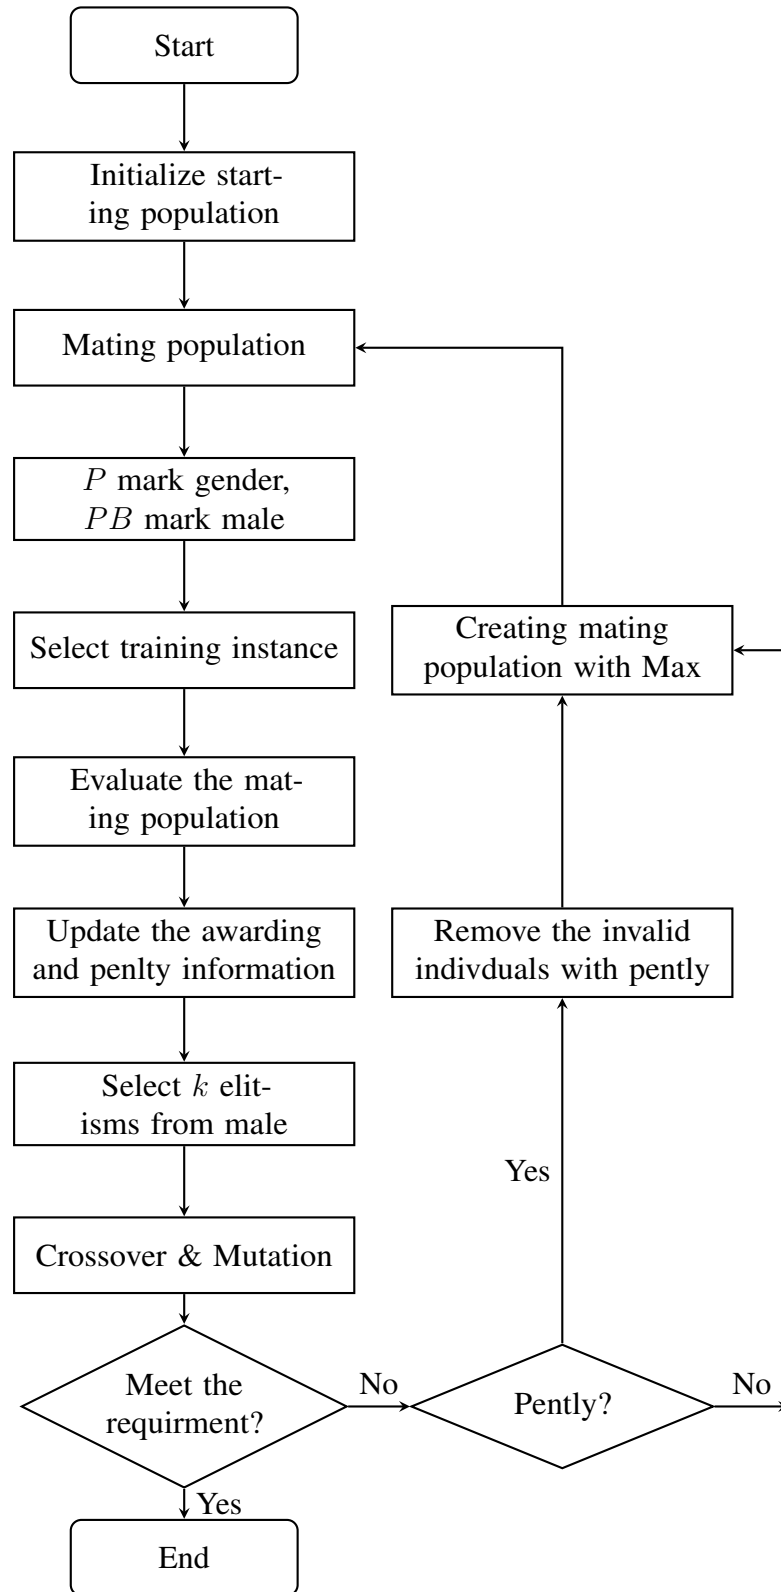 Start
Initialize start-
ing population
Mating population
P mark gender,
PB mark male
Select training instance
Evaluate the mat-
ing population
Update the awarding
and penlty information
Select k elit-
isms from male
Crossover & Mutation
Meet the
requirment?
Yes
End
No
Pently?
No
Yes
Remove the invalid
indivduals with pently
Creating mating
population with Max